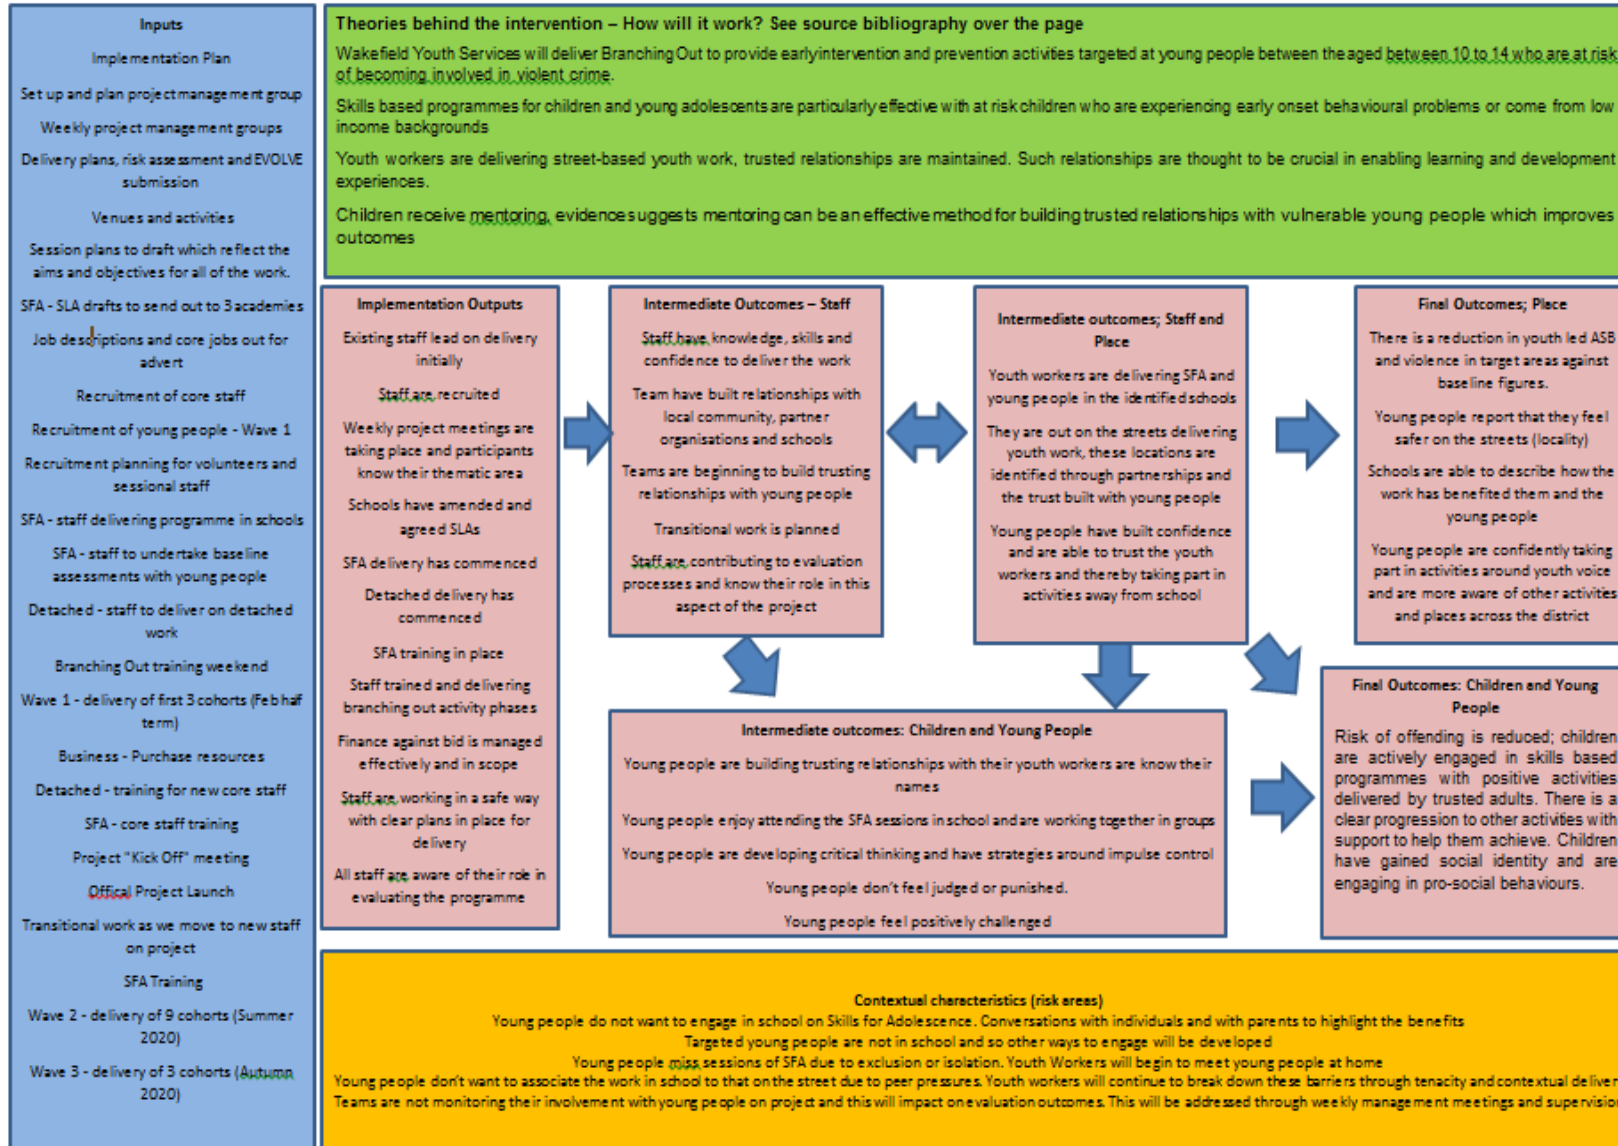 Inputs
Implementation Plan
Set up and plan project management group
Weekly project management groups
Delivery plans, risk assessment and EVOLVE
submission
Venues and activities
Session plans to draft which reflect the
aims and objectives for all of the work.
SFA - SLA drafts to send out to 3 academies
Job descriptions and core jobs out for
advert
Recruitment of core staff
Recruitment of young people - Wave 1
Recruitment planning for volunteers and
sessional staff
SFA - staff delivering programme in schools
SFA - staff to undertake baseline
assessments with young people
Detached - staff to deliver on detached
work
Branching Out training weekend
Wave 1 - delivery of first 3 cohorts (Feb half
term)
Business - Purchase resources
Detached - training for new core staff
SFA - core staff training
Project "Kick Off" meeting
Offical Project Launch
Transitional work as we move to new staff
on project
SFA Training
Wave 2 - delivery of 9 cohorts (Summer
2020)
Wave 3 - delivery of 3 cohorts (Autumn
2020)
Theories behind the intervention – How will it work? See source bibliography over the page
Wakefield Youth Services will deliver Branching Out to provide early intervention and prevention activities targeted at young people between the aged between 10 to 14 who are at risk
of becoming involved in violent crime.
Skills based programmes for children and young adolescents are particularly effective with at risk children who are experiencing early onset behavioural problems or come from low
income backgrounds
Youth workers are delivering street-based youth work, trusted relationships are maintained. Such relationships are thought to be crucial in enabling learning and development
experiences.
Children receive mentoring, evidence suggests mentoring can be an effective method for building trusted relationships with vulnerable young people which improves
outcomes
Implementation Outputs
Existing staff lead on delivery
initially
Staff are recruited
Weekly project meetings are
taking place and participants
know their thematic area
Schools have amended and
agreed SLAs
SFA delivery has commenced
Detached delivery has
commenced
SFA training in place
Staff trained and delivering
branching out activity phases
Finance against bid is managed
effectively and in scope
Staff are working in a safe way
with clear plans in place for
delivery
All staff are aware of their role in
evaluating the programme
Intermediate Outcomes – Staff
Staff have knowledge, skills and
confidence to deliver the work
Team have built relationships with
local community, partner
organisations and schools
Teams are beginning to build trusting
relationships with young people
Transitional work is planned
Staff are contributing to evaluation
processes and know their role in this
aspect of the project
Intermediate outcomes; Staff and
Place
Youth workers are delivering SFA and
young people in the identified schools
They are out on the streets delivering
youth work, these locations are
identified through partnerships and
the trust built with young people
Young people have built confidence
and are able to trust the youth
workers and thereby taking part in
activities away from school
Final Outcomes; Place
There is a reduction in youth led ASB
and violence in target areas against
baseline figures.
Young people report that they feel
safer on the streets (locality)
Schools are able to describe how the
work has benefited them and the
young people
Young people are confidently taking
part in activities around youth voice
and are more aware of other activities
and places across the district
Intermediate outcomes: Children and Young People
Young people are building trusting relationships with their youth workers are know their
names
Young people enjoy attending the SFA sessions in school and are working together in groups
Young people are developing critical thinking and have strategies around impulse control
Young people don't feel judged or punished.
Young people feel positively challenged
Final Outcomes: Children and Young
People
Risk of offending is reduced; children
are actively engaged in skills based
programmes with positive activities
delivered by trusted adults. There is a
clear progression to other activities with
support to help them achieve. Children
have gained social identity and are
engaging in pro-social behaviours.
Contextual characteristics (risk areas)
Young people do not want to engage in school on Skills for Adolescence. Conversations with individuals and with parents to highlight the benefits
Targeted young people are not in school and so other ways to engage will be developed
Young people miss sessions of SFA due to exclusion or isolation. Youth Workers will begin to meet young people at home
Young people don't want to associate the work in school to that on the street due to peer pressures. Youth workers will continue to break down these barriers through tenacity and contextual deliver
Teams are not monitoring their involvement with young people on project and this will impact on evaluation outcomes. This will be addressed through weekly management meetings and supervision